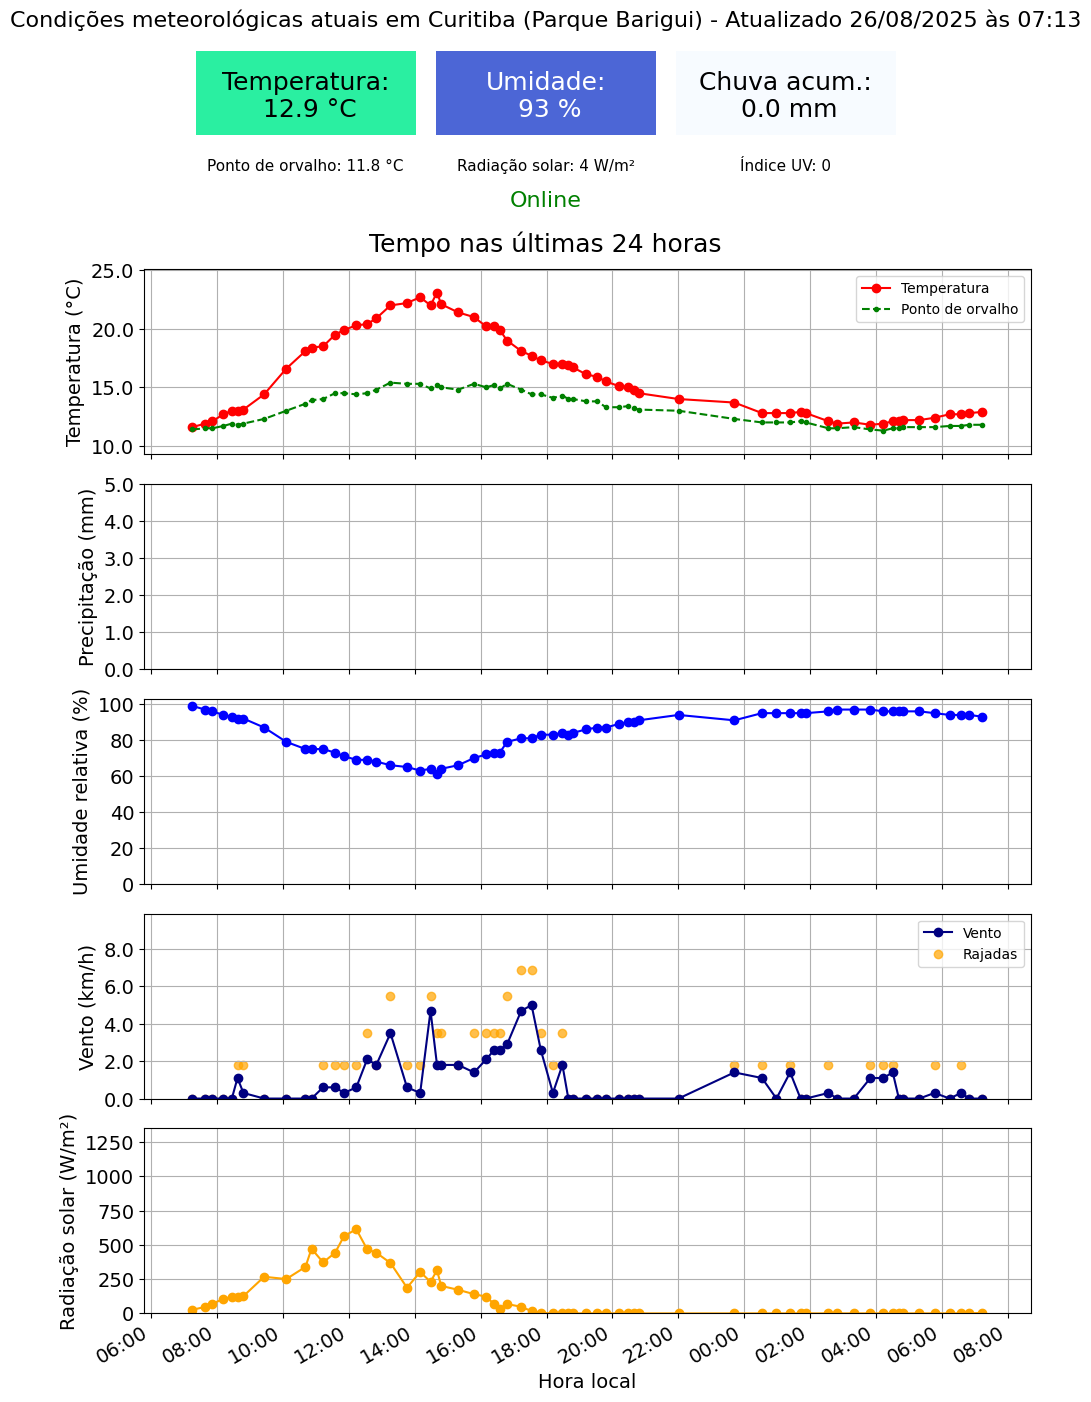 Condições meteorológicas atuais em Curitiba (Parque Barigui) - Atualizado 26/08/2025 às 07:13
Temperatura:
12.9 °C
Umidade:
93 %
Chuva acum.:
0.0 mm
Ponto de orvalho: 11.8 °C
Radiação solar: 4 W/m²
Índice UV: 0
Online
Tempo nas últimas 24 horas
Temperatura (°C)
25.0
20.0
15.0
10.0
Temperatura
Ponto de orvalho
Precipitação (mm)
5.0
4.0
3.0
2.0
1.0
0.0
Umidade relativa (%)
100
80
60
40
20
0
Vento (km/h)
8.0
6.0
4.0
2.0
0.0
Vento
Rajadas
Radiação solar (W/m²)
1250
1000
750
500
250
0
06:00
08:00
10:00
12:00
14:00
16:00
18:00
20:00
22:00
00:00
02:00
04:00
06:00
08:00
Hora local